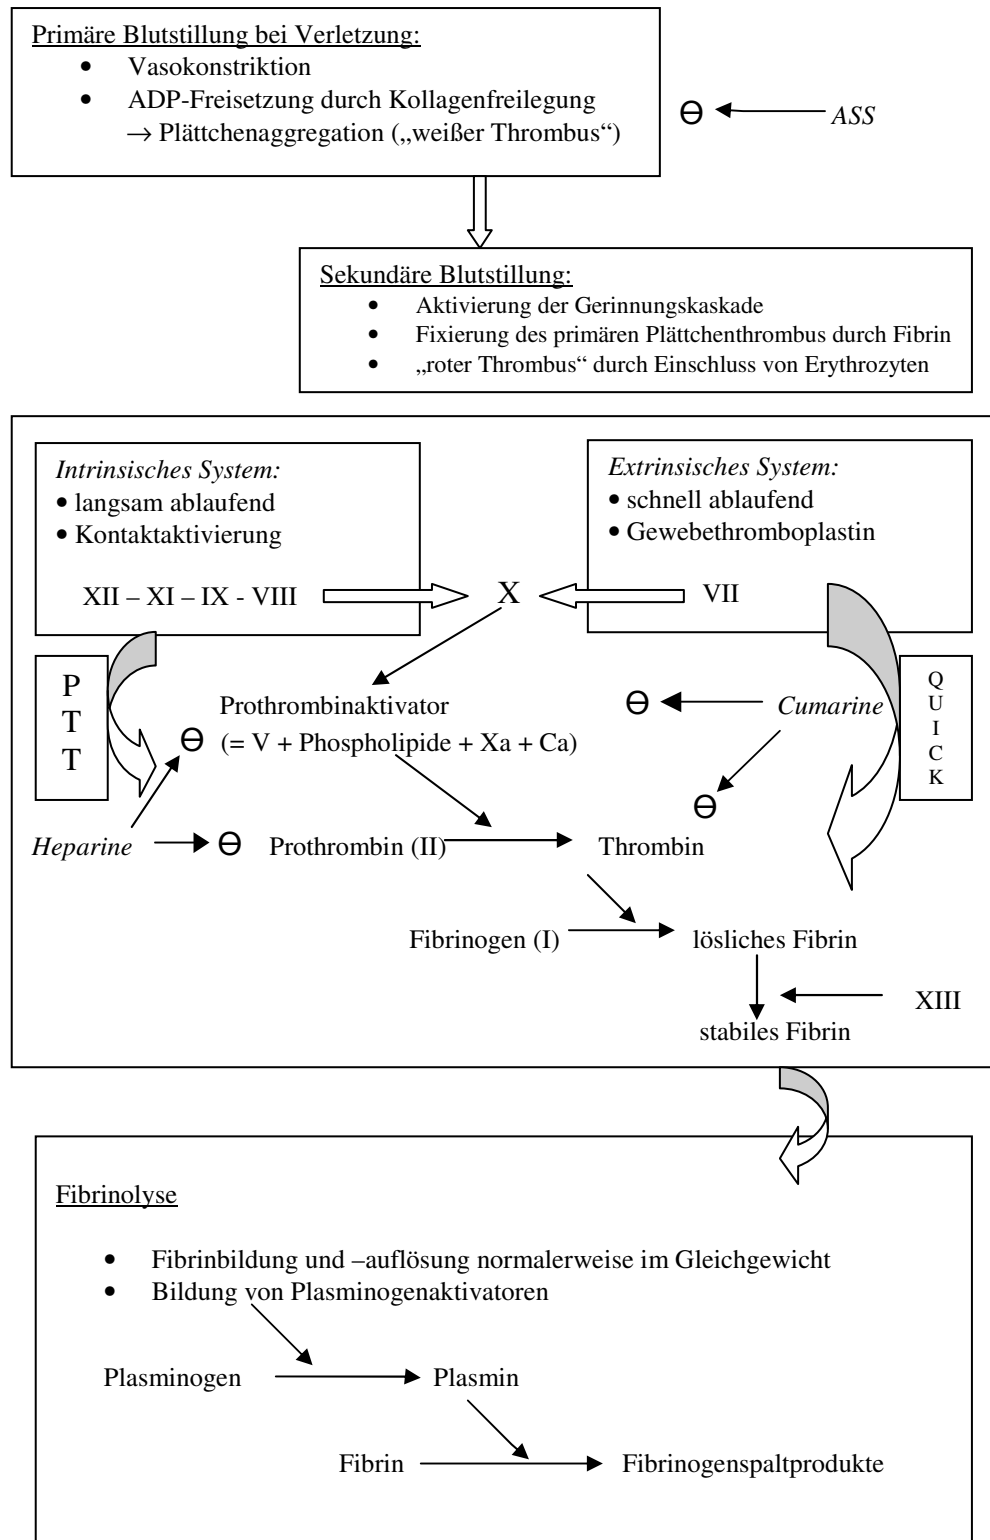 Primäre Blutstillung bei Verletzung:
• Vasokonstriktion
• ADP-Freisetzung durch Kollagenfreilegung
→ Plättchenaggregation („weißer Thrombus“)
Ɵ
ASS
Sekundäre Blutstillung:
• Aktivierung der Gerinnungskaskade
• Fixierung des primären Plättchenthrombus durch Fibrin
• „roter Thrombus“ durch Einschluss von Erythrozyten
Intrinsisches System:
• langsam ablaufend
• Kontaktaktivierung
XII – XI – IX - VIII
X
Extrinsisches System:
• schnell ablaufend
• Gewebethromboplastin
VII
P
T
T
Prothrombinaktivator
Ɵ (= V + Phospholipide + Xa + Ca)
Ɵ
Cumarine
Ɵ
Q
U
I
C
K
Heparine
Ɵ
Prothrombin (II)
Thrombin
Fibrinogen (I)
lösliches Fibrin
XIII
stabiles Fibrin
Fibrinolyse
• Fibrinbildung und –auflösung normalerweise im Gleichgewicht
• Bildung von Plasminogenaktivatoren
Plasminogen
Plasmin
Fibrin
Fibrinogenspaltprodukte